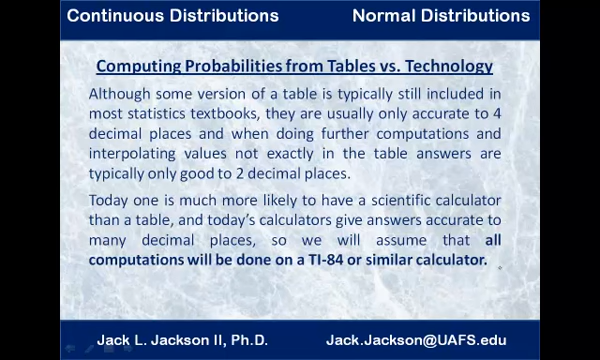 Continuous Distributions Normal Distributions
Computing Probabilities from Tables vs. Technology
Although some version of a table is typically still included in
most statistics textbooks, they are usually only accurate to 4
decimal places and when doing further computations and
interpolating values not exactly in the table answers are
typically only good to 2 decimal places.
Today one is much more likely to have a scientific calculator
than a table, and today's calculators give answers accurate to
many decimal places, so we will assume that all
computations will be done on a TI-84 or similar calculator.
Jack L. Jackson II, Ph.D. Jack.Jackson@UAFS.edu